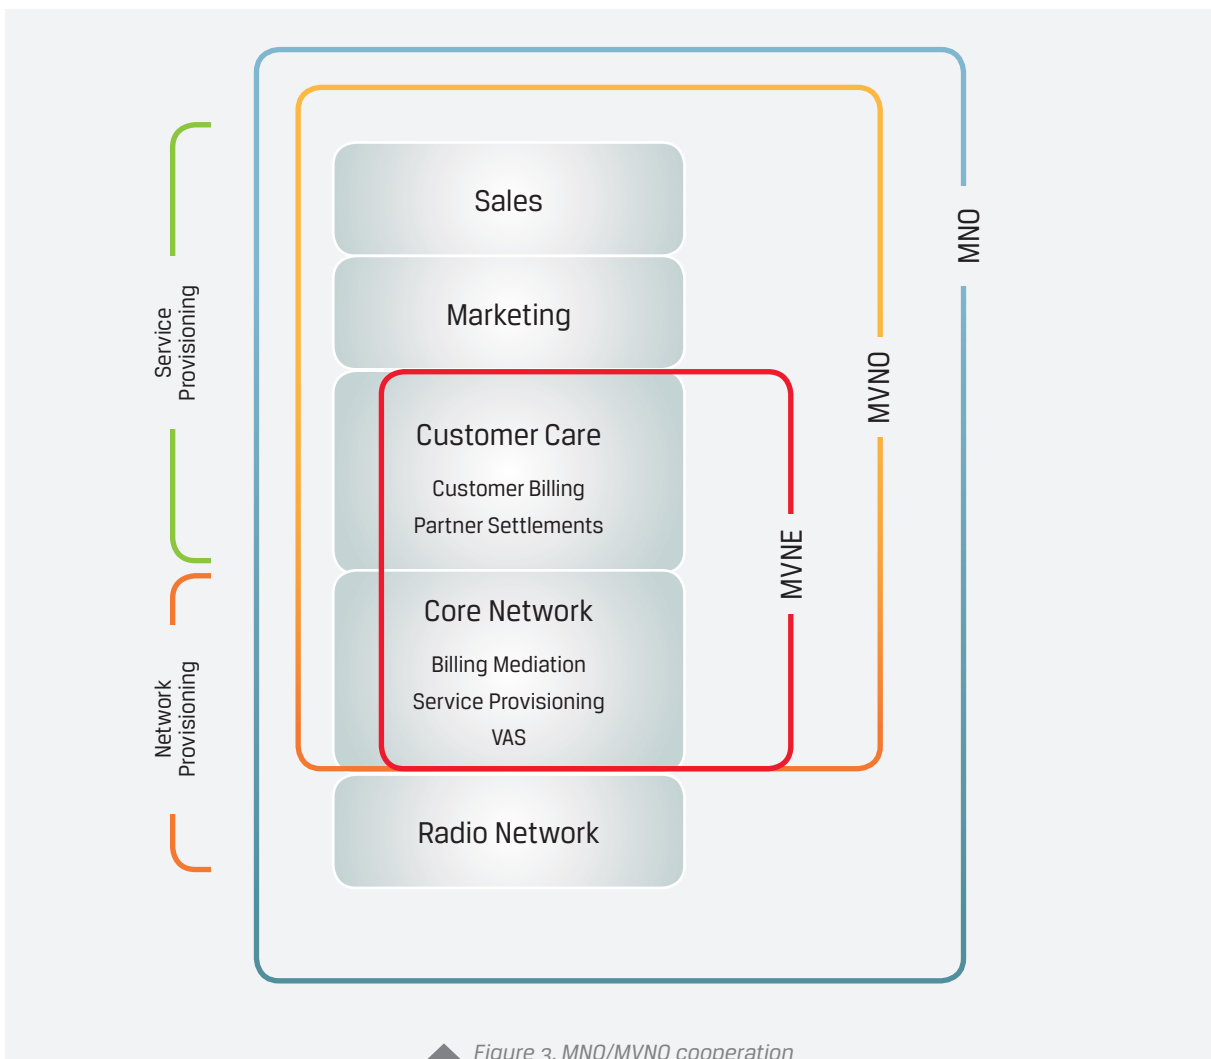 Sales
Marketing
Customer Care
Customer Billing
Partner Settlements
Core Network
Billing Mediation
Service Provisioning
VAS
Radio Network
Service
Provisioning
Network
Provisioning
MNO
MVNO
MVNE
Figure 3. MNO/MVNO cooperation